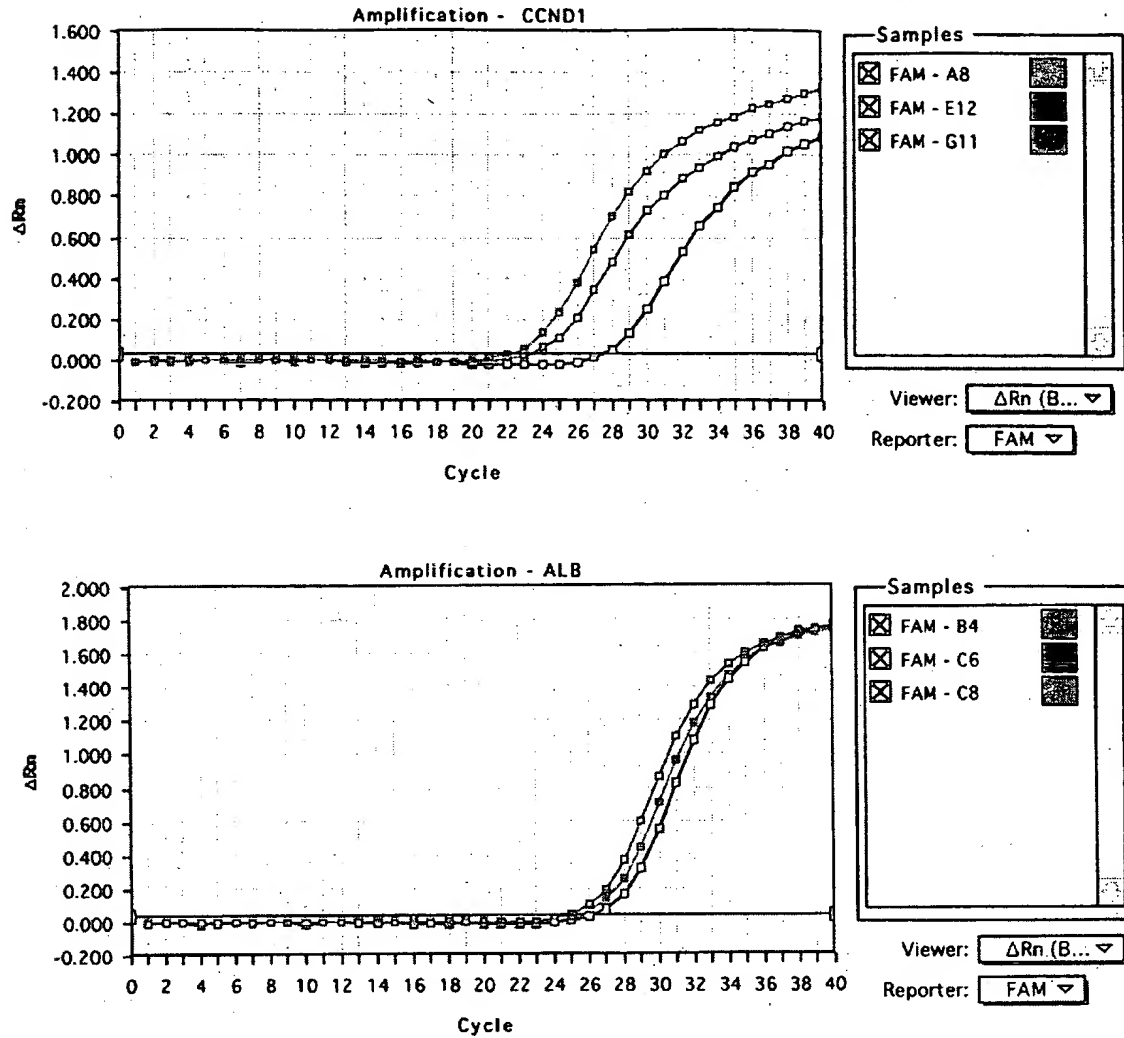 Amplification - CCND1
1.600
1.400
1.200
1.000
0.800
0.600
0.400
0.200
0.000
-0.200
ΔRn
0 2 4 6 8 10 12 14 16 18 20 22 24 26 28 30 32 34 36 38 40
Cycle
Samples
FAM - A8
FAM - E12
FAM - G11
Viewer: ΔRn (B...
Reporter: FAM
Amplification - ALB
2.000
1.800
1.600
1.400
1.200
1.000
0.800
0.600
0.400
0.200
0.000
-0.200
ΔRn
0 2 4 6 8 10 12 14 16 18 20 22 24 26 28 30 32 34 36 38 40
Cycle
Samples
FAM - B4
FAM - C6
FAM - C8
Viewer: ΔRn (B...
Reporter: FAM